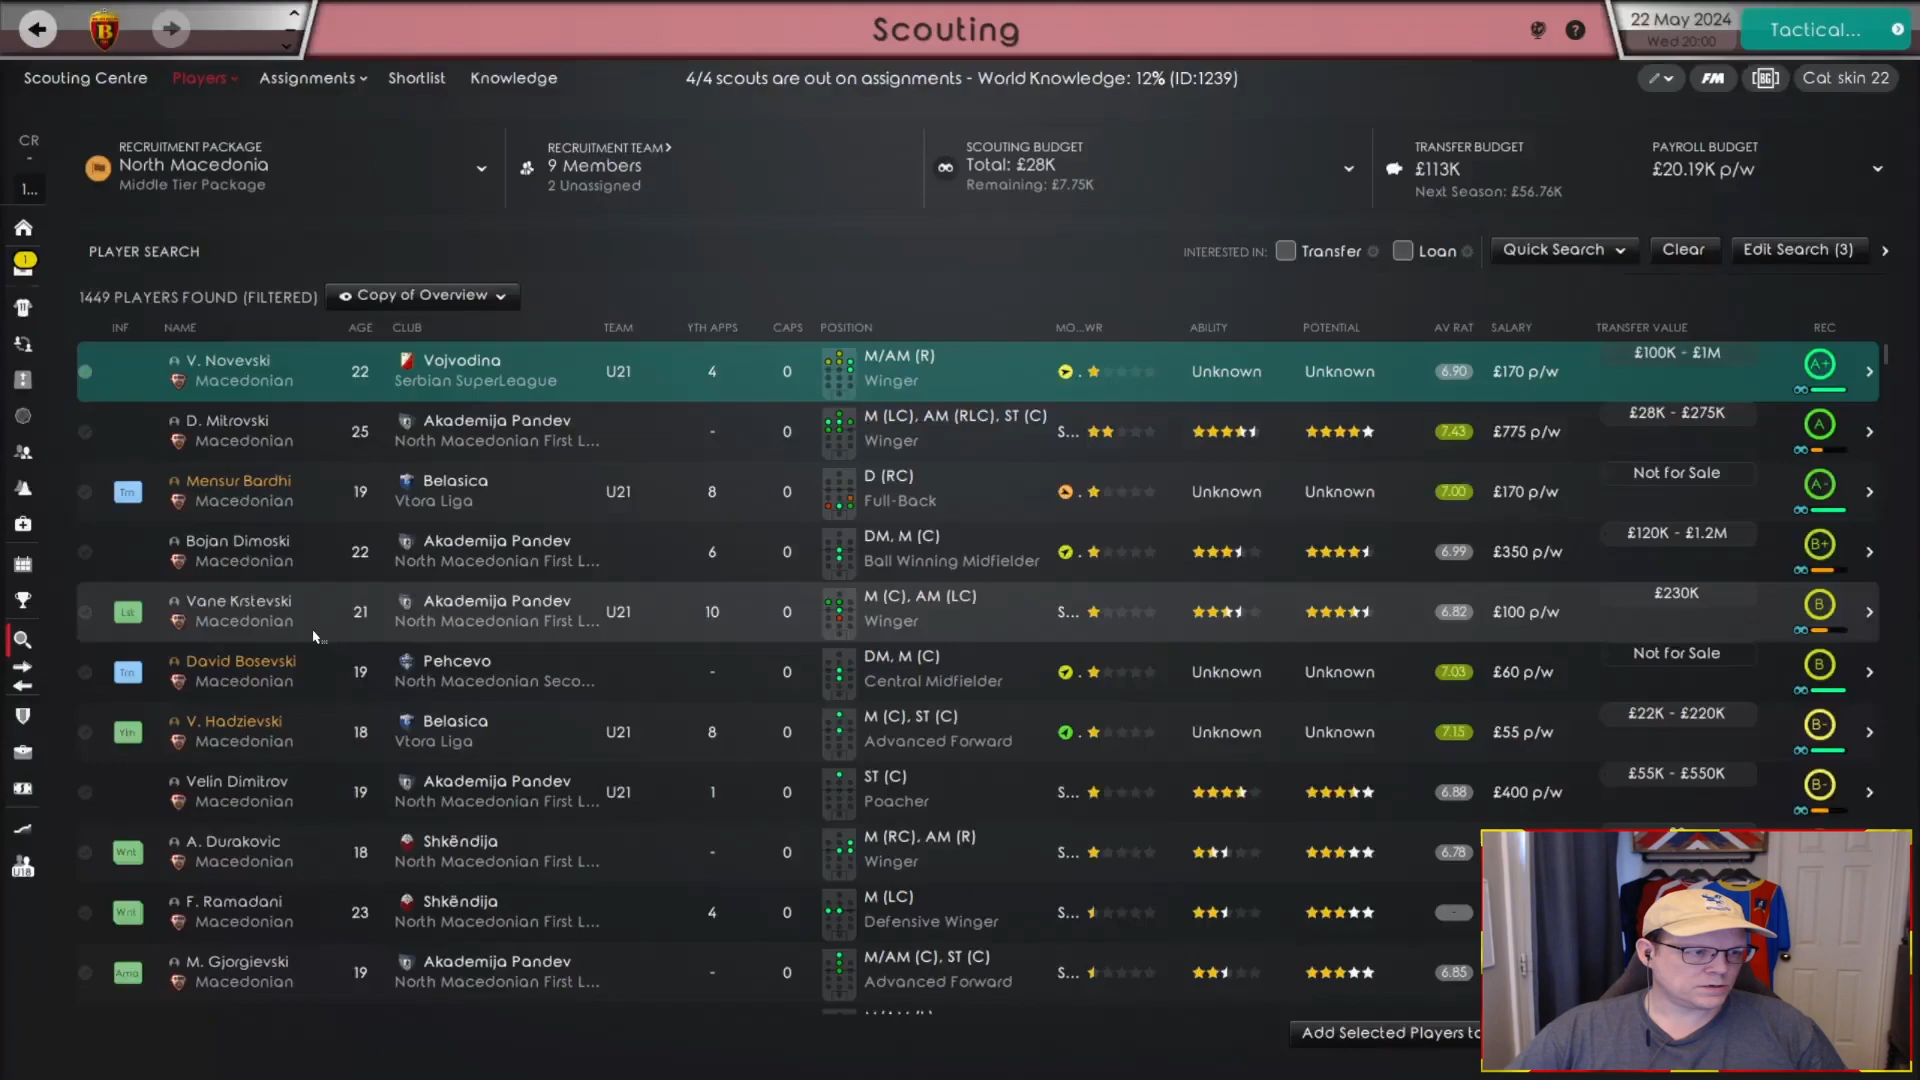 Scouting
22 May 2024
Wed 20:00
Tactical...
Scouting Centre
Players
Assignments
Shortlist
Knowledge
4/4 scouts are out on assignments - World Knowledge: 12% (ID:1239)
FM
Cat skin 22
CR
-
1...
RECRUITMENT PACKAGE
North Macedonia
Middle Tier Package
RECRUITMENT TEAM
9 Members
2 Unassigned
SCOUTING BUDGET
Total: £28K
Remaining: £7.75K
TRANSFER BUDGET
£113K
Next Season: £56.76K
PAYROLL BUDGET
£20.19K p/w
PLAYER SEARCH
INTERESTED IN: Transfer Loan
Quick Search
Clear
Edit Search (3)
1449 PLAYERS FOUND (FILTERED)
Copy of Overview
INF NAME AGE CLUB TEAM YTH APPS CAPS POSITION MO...WR ABILITY POTENTIAL AV RAT SALARY TRANSFER VALUE REC
V. Novevski Macedonian 22 Vojvodina Serbian SuperLeague U21 4 0 M/AM (R) Winger Unknown Unknown 6.90 £170 p/w £100K - £1M A+
D. Mitrovski Macedonian 25 Akademija Pandev North Macedonian First L... - 0 M (LC), AM (RLC), ST (C) Winger S... 7.43 £775 p/w £28K - £275K A
Trn Mensur Bardhi Macedonian 19 Belasica Vtora Liga U21 8 0 D (RC) Full-Back Unknown Unknown 7.00 £170 p/w Not for Sale A-
Bojan Dimoski Macedonian 22 Akademija Pandev North Macedonian First L... 6 0 DM, M (C) Ball Winning Midfielder 6.99 £350 p/w £120K - £1.2M B+
Lst Vane Krstevski Macedonian 21 Akademija Pandev North Macedonian First L... U21 10 0 M (C), AM (LC) Winger S... 6.82 £100 p/w £230K B
Trn David Bosevski Macedonian 19 Pehcevo North Macedonian Seco... - 0 DM, M (C) Central Midfielder Unknown Unknown 7.03 £60 p/w Not for Sale B
Yth V. Hadzievski Macedonian 18 Belasica Vtora Liga U21 8 0 M (C), ST (C) Advanced Forward Unknown Unknown 7.15 £55 p/w £22K - £220K B-
Velin Dimitrov Macedonian 19 Akademija Pandev North Macedonian First L... U21 1 0 ST (C) Poacher S... 6.88 £400 p/w £55K - £550K B-
Wnt A. Durakovic Macedonian 18 Shkëndija North Macedonian First L... - 0 M (RC), AM (R) Winger S... 6.78
Wnt F. Ramadani Macedonian 23 Shkëndija North Macedonian First L... 4 0 M (LC) Defensive Winger S... -
Ama M. Gjorgievski Macedonian 19 Akademija Pandev North Macedonian First L... - 0 M/AM (C), ST (C) Advanced Forward S... 6.85
Add Selected Players to
U18